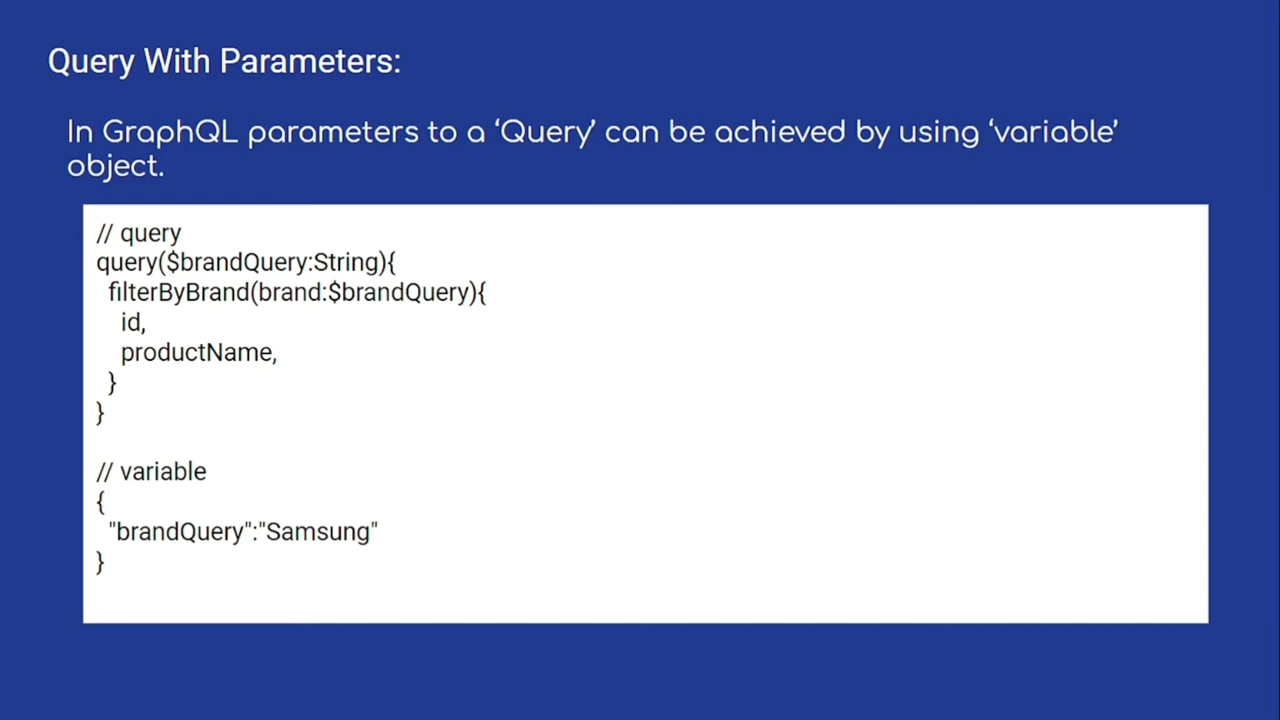 Query With Parameters:
In GraphQL parameters to a ‘Query’ can be achieved by using ‘variable’
object.
// query
query($brandQuery:String){
  filterByBrand(brand:$brandQuery){
    id,
    productName,
  }
}
// variable
{
  "brandQuery":"Samsung"
}